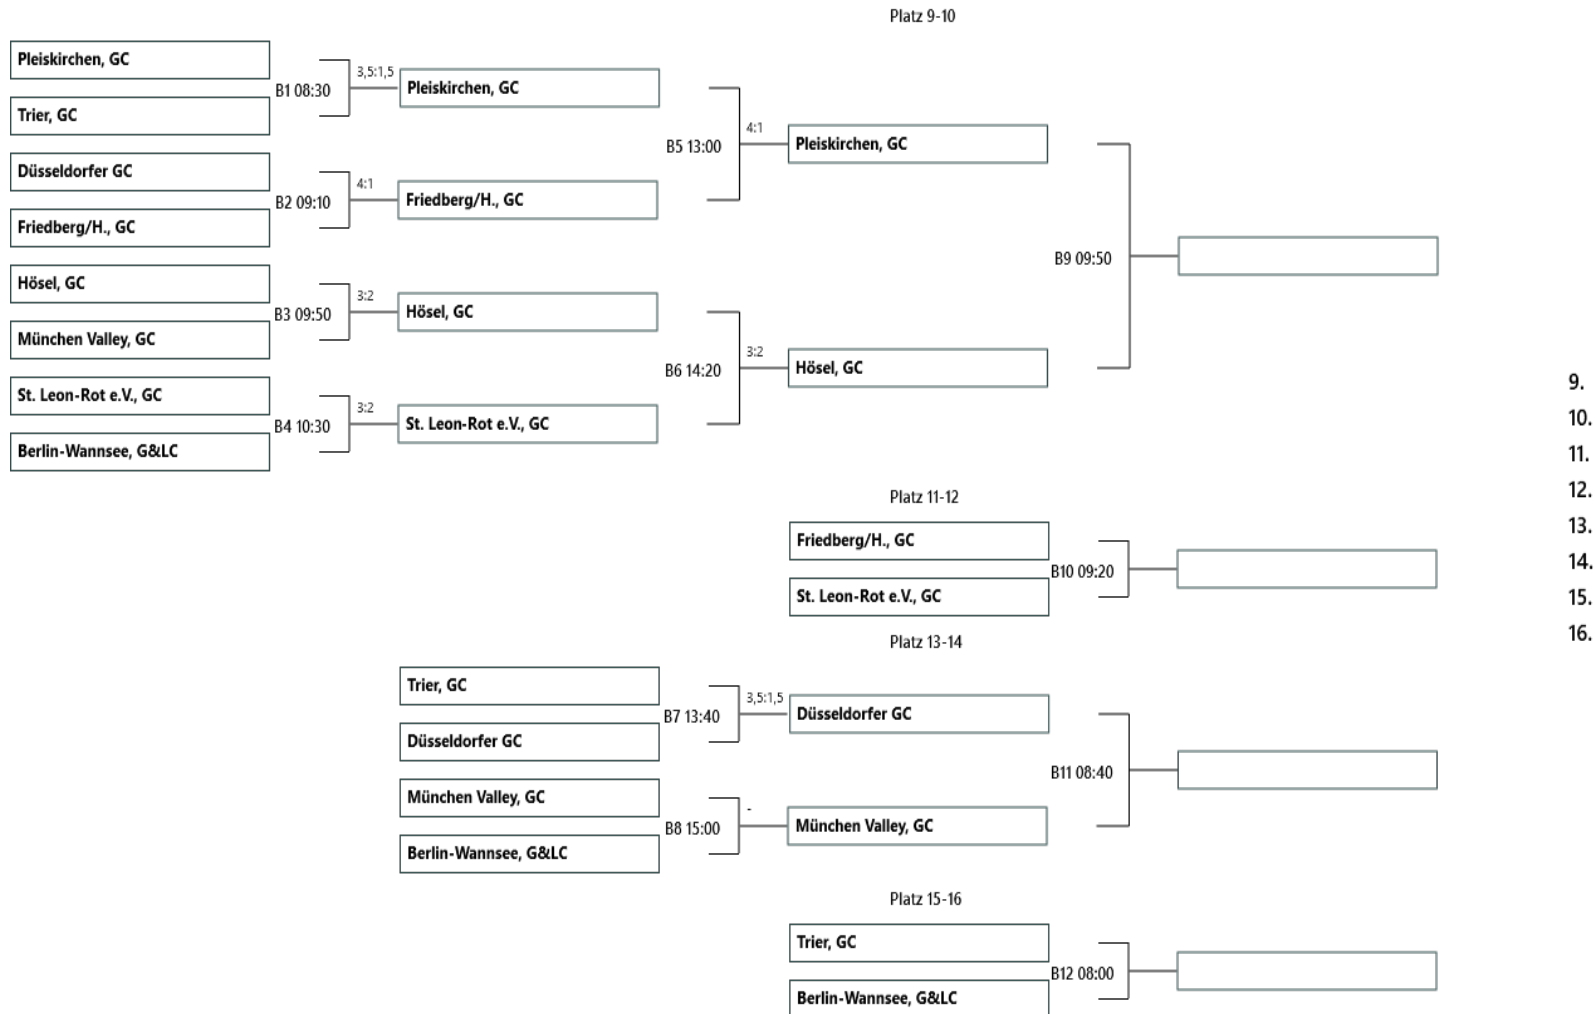 Platz 9-10
Pleiskirchen, GC
B1 08:30
3,5:1,5
Pleiskirchen, GC
Trier, GC
B5 13:00
4:1
Pleiskirchen, GC
Düsseldorfer GC
B2 09:10
4:1
Friedberg/H., GC
Friedberg/H., GC
B9 09:50
Hösel, GC
B3 09:50
3:2
Hösel, GC
München Valley, GC
B6 14:20
3:2
Hösel, GC
St. Leon-Rot e.V., GC
B4 10:30
3:2
St. Leon-Rot e.V., GC
Berlin-Wannsee, G&LC
9.
10.
11.
12.
13.
14.
15.
16.
Platz 11-12
Friedberg/H., GC
B10 09:20
St. Leon-Rot e.V., GC
Platz 13-14
Trier, GC
B7 13:40
3,5:1,5
Düsseldorfer GC
Düsseldorfer GC
B11 08:40
München Valley, GC
B8 15:00
-
München Valley, GC
Berlin-Wannsee, G&LC
Platz 15-16
Trier, GC
B12 08:00
Berlin-Wannsee, G&LC